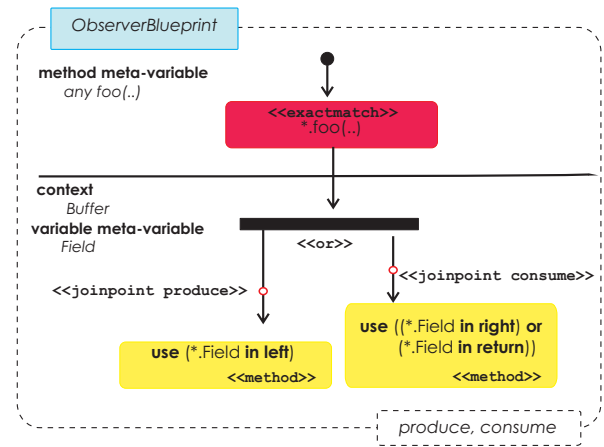 ObserverBlueprint
method meta-variable
any foo(..)
<<exactmatch>>
*.foo(..)
context
Buffer
variable meta-variable
Field
<<or>>
<<joinpoint produce>>
<<joinpoint consume>>
use (*.Field in left)
<<method>>
use ((*.Field in right) or
(*.Field in return))
<<method>>
produce, consume